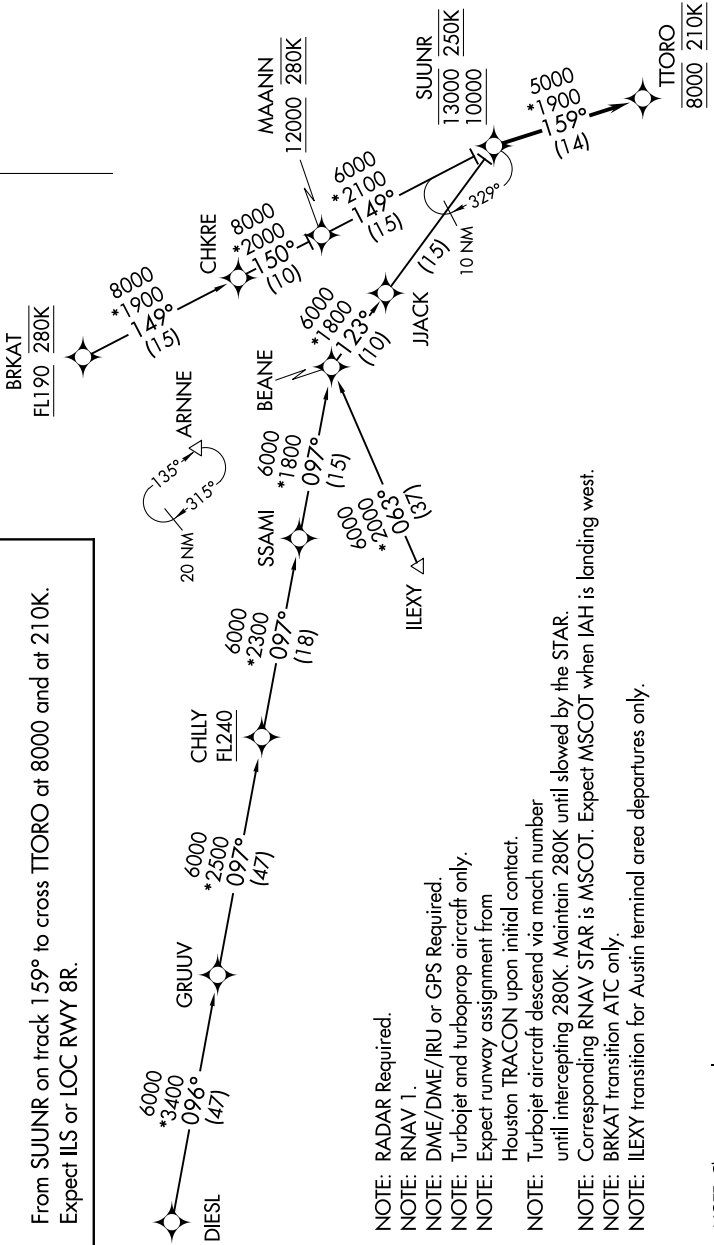 From SUUNR on track 159° to cross TTORO at 8000 and at 210K.
Expect ILS or LOC RWY 8R.
BRKAT
FL190 280K
8000
*1900
149°
(15)
CHKRE
8000
*2000
150°
(10)
MAANN
12000 280K
6000
*2100
149°
(15)
SUUNR
13000 250K
10000
5000
*1900
159°
(14)
TTORO
8000 210K
329°
10 NM
(15)
JJACK
6000
*1800
123°
(10)
BEANE
ARNNE
135°
315°
20 NM
6000
*1800
097°
(15)
SSAMI
6000
*2000
063°
(37)
ILEXY
6000
*2300
097°
(18)
CHLLY
FL240
6000
*2500
097°
(47)
GRUUV
6000
*3400
096°
(47)
DIESL
NOTE: RADAR Required.
NOTE: RNAV 1.
NOTE: DME/DME/IRU or GPS Required.
NOTE: Turbojet and turboprop aircraft only.
NOTE: Expect runway assignment from
Houston TRACON upon initial contact.
NOTE: Turbojet aircraft descend via mach number
until intercepting 280K. Maintain 280K until slowed by the STAR.
NOTE: Corresponding RNAV STAR is MSCOT. Expect MSCOT when IAH is landing west.
NOTE: BRKAT transition ATC only.
NOTE: ILEXY transition for Austin terminal area departures only.